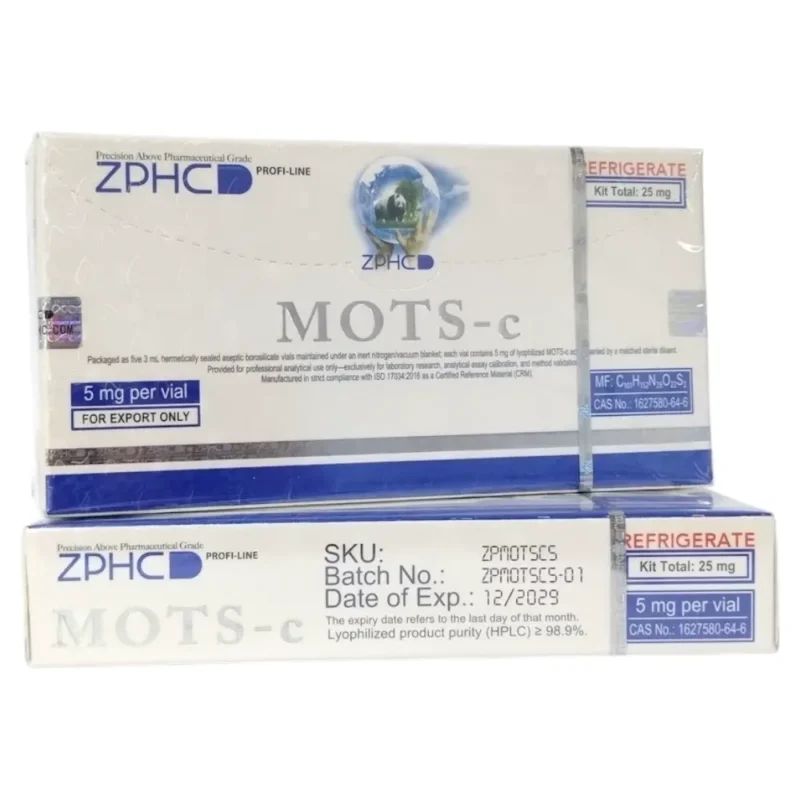 Precision Above Pharmaceutical Grade
ZPHC PROFI-LINE
EFRIGERATE
Kit Total: 25 mg
ZPHC
MOTS-c
Packaged as five 3 mL hermetically sealed aseptic borosilicate vials maintained under an inert nitrogen/vacuum blanket; each vial contains 5 mg of lyophilized MOTS-c by a matched sterile diluent.
Provided for professional analytical use only—exclusively for laboratory research, analytical assay calibration, and method validation
Manufactured in strict compliance with ISO 17034:2016 as a Certified Reference Material (CRM).
5 mg per vial
FOR EXPORT ONLY
CAS No.: 1627580-64-6
Precision Above Pharmaceutical Grade
ZPHC PROFI-LINE
MOTS-c
SKU: ZPMOTSC5
Batch No.: ZPMOTSC5-01
Date of Exp.: 12/2029
The expiry date refers to the last day of that month.
Lyophilized product purity (HPLC) ≥ 98.9%.
REFRIGERATE
Kit Total: 25 mg
5 mg per vial
CAS No.: 1627580-64-6